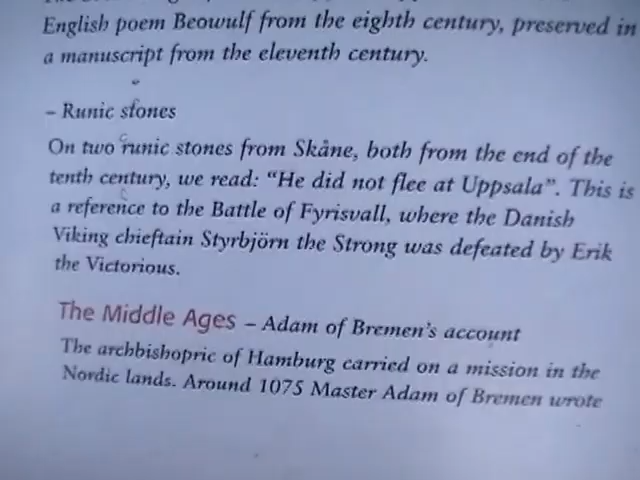 English poem Beowulf from the eighth century, preserved in
a manuscript from the eleventh century.
– Runic stones
On two runic stones from Skåne, both from the end of the
tenth century, we read: “He did not flee at Uppsala”. This is
a reference to the Battle of Fyrisvall, where the Danish
Viking chieftain Styrbjörn the Strong was defeated by Erik
the Victorious.
The Middle Ages – Adam of Bremen’s account
The archbishopric of Hamburg carried on a mission in the
Nordic lands. Around 1075 Master Adam of Bremen wrote